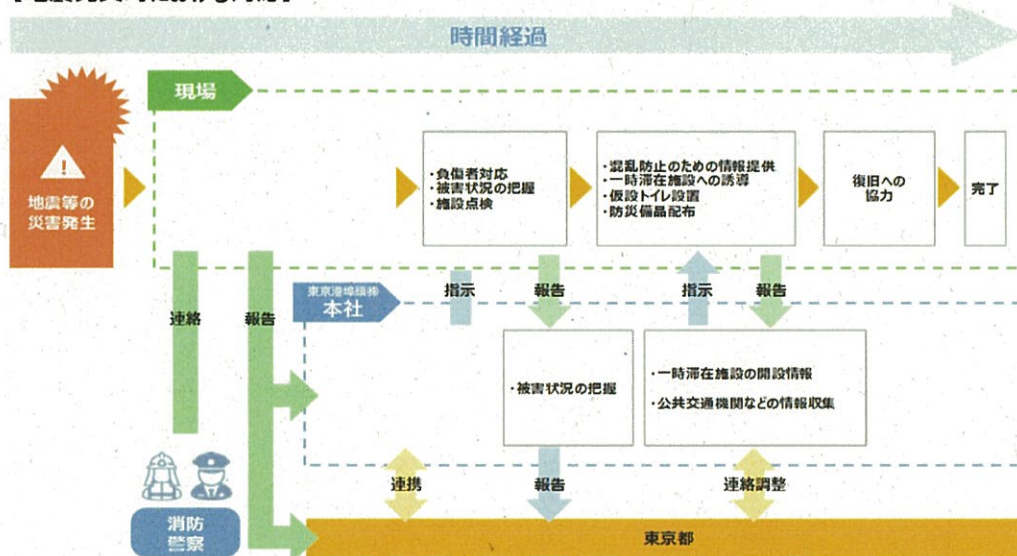 時間経過
現場
地震等の
災害発生
・負傷者対応
・被害状況の把握
・施設点検
・混乱防止のための情報提供
一時滞在施設への誘導
・仮設トイレ設置
・防災備品配布
復旧への
協力
完了
連絡
報告
東京港埠頭㈱
本社
指示
報告
指示
報告
・被害状況の把握
・一時滞在施設の開設情報
・公共交通機関などの情報収集
消防
警察
連携
報告
連絡調整
東京都